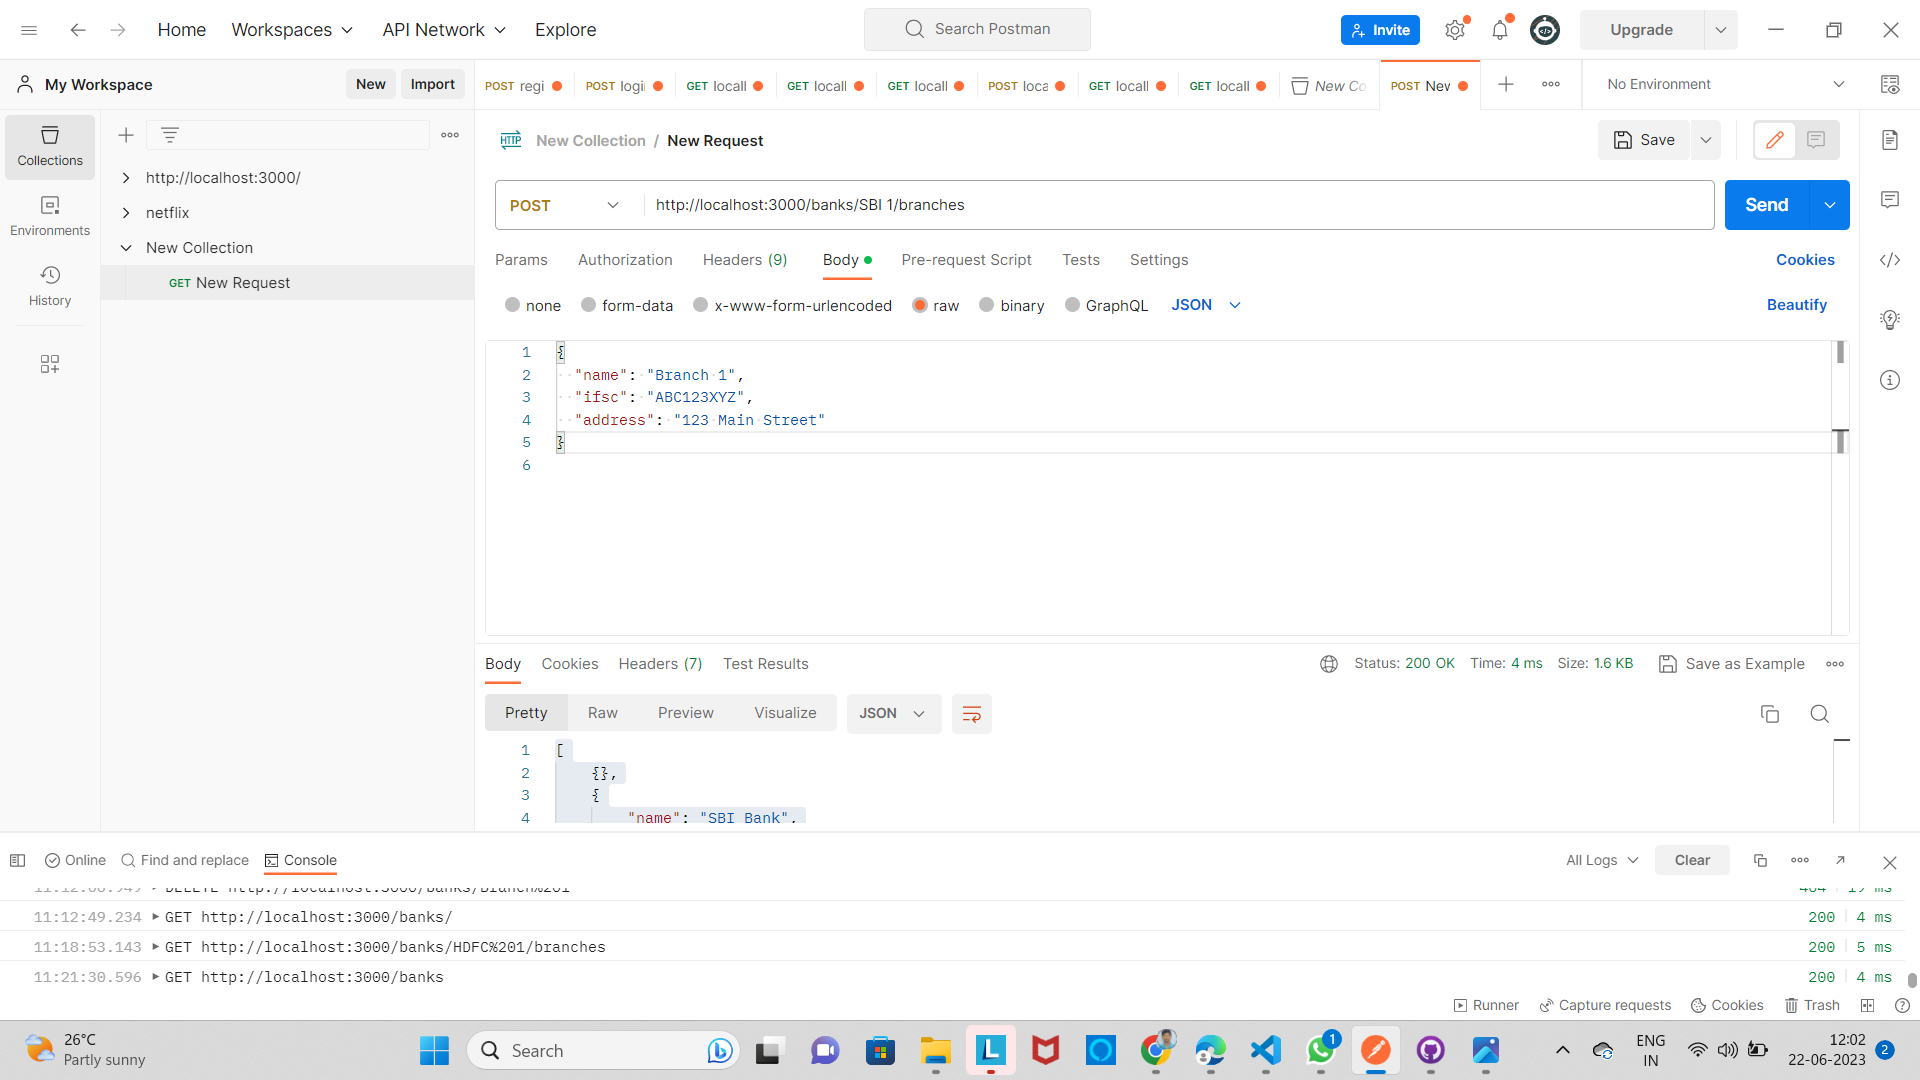 Home Workspaces API Network Explore Search Postman Invite Upgrade
My Workspace New Import POST regi POST logi GET locall GET locall GET locall POST loca GET locall GET locall New Co POST New No Environment
Collections
Environments
History
http://localhost:3000/
netflix
New Collection
GET New Request
HTTP New Collection / New Request Save
POST http://localhost:3000/banks/SBI 1/branches Send
Params Authorization Headers (9) Body Pre-request Script Tests Settings Cookies
none form-data x-www-form-urlencoded raw binary GraphQL JSON Beautify
1 {
2 "name": "Branch 1",
3 "ifsc": "ABC123XYZ",
4 "address": "123 Main Street"
5 }
6
Body Cookies Headers (7) Test Results Status: 200 OK Time: 4 ms Size: 1.6 KB Save as Example
Pretty Raw Preview Visualize JSON
1 [
2 {},
3 {
4 "name": "SBI Bank",
Online Find and replace Console All Logs Clear
DELETE http://localhost:3000/banks/Branch%201 404 19 ms
11:12:49.234 GET http://localhost:3000/banks/ 200 4 ms
11:18:53.143 GET http://localhost:3000/banks/HDFC%201/branches 200 5 ms
11:21:30.596 GET http://localhost:3000/banks 200 4 ms
Runner Capture requests Cookies Trash
26°C
Partly sunny
Search
1
ENG
IN
12:02
22-06-2023
2